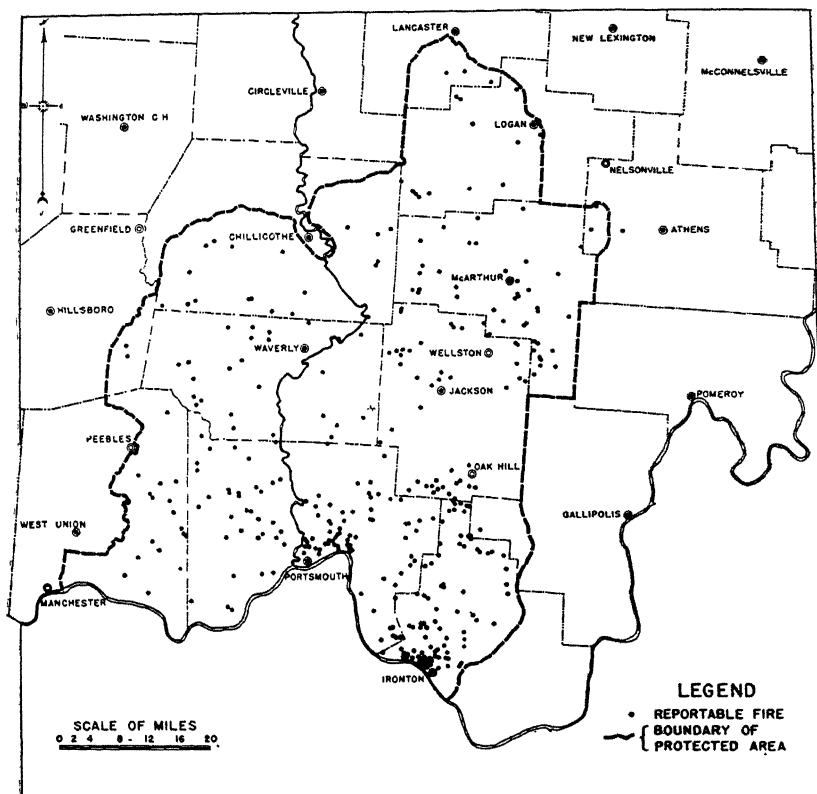 LANCASTER
NEW LEXINGTON
McCONNELSVILLE
CIRCLEVILLE
WASHINGTON C H
LOGAN
NELSONVILLE
GREENFIELD
CHILLICOTHE
ATHENS
McARTHUR
HILLSBORO
WAVERLY
WELLSTON
JACKSON
POMEROY
PEEBLES
OAK HILL
GALLIPOLIS
WEST UNION
PORTSMOUTH
MANCHESTER
IRONTON
LEGEND
REPORTABLE FIRE
BOUNDARY OF
PROTECTED AREA
SCALE OF MILES
0 2 4 8 - 12 16 20